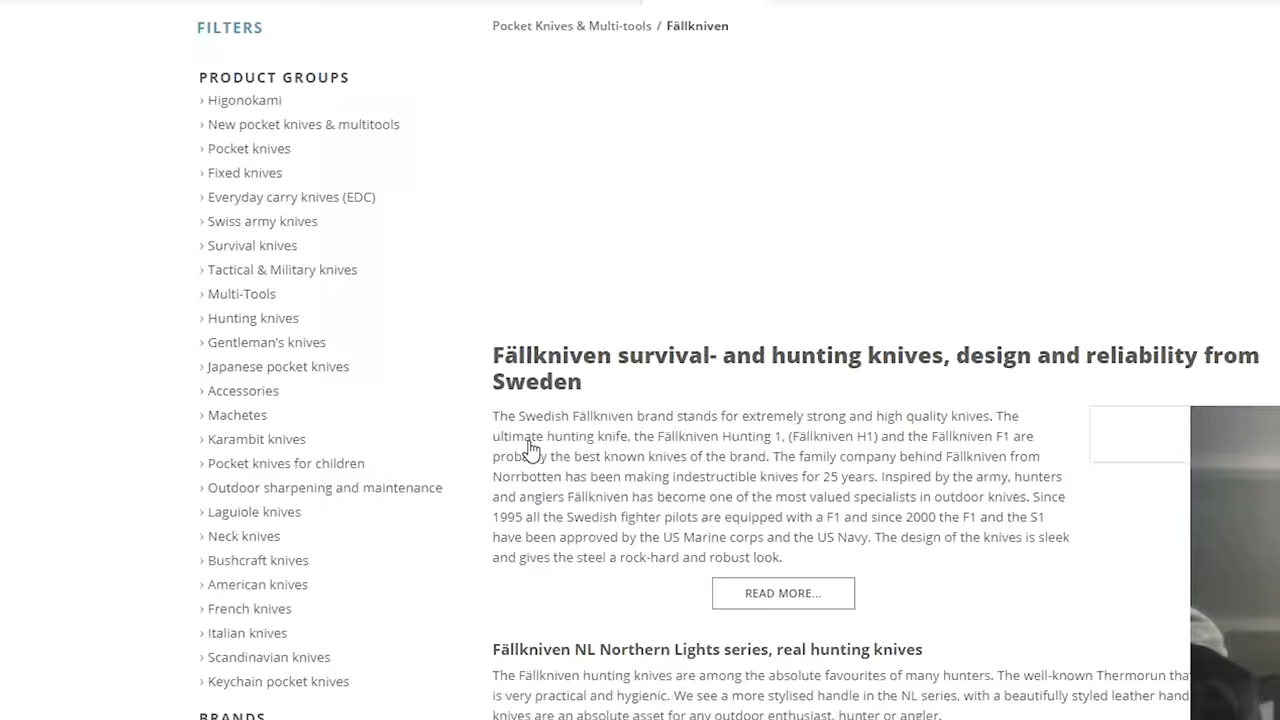 FILTERS
Pocket Knives & Multi-tools / Fällkniven
PRODUCT GROUPS
› Higonokami
› New pocket knives & multitools
› Pocket knives
› Fixed knives
› Everyday carry knives (EDC)
› Swiss army knives
› Survival knives
› Tactical & Military knives
› Multi-Tools
› Hunting knives
› Gentleman's knives
› Japanese pocket knives
› Accessories
› Machetes
› Karambit knives
› Pocket knives for children
› Outdoor sharpening and maintenance
› Laguiole knives
› Neck knives
› Bushcraft knives
› American knives
› French knives
› Italian knives
› Scandinavian knives
› Keychain pocket knives
BRANDS
Fällkniven survival- and hunting knives, design and reliability from
Sweden
The Swedish Fällkniven brand stands for extremely strong and high quality knives. The
ultimate hunting knife, the Fällkniven Hunting 1, (Fällkniven H1) and the Fällkniven F1 are
probably the best known knives of the brand. The family company behind Fällkniven from
Norrbotten has been making indestructible knives for 25 years. Inspired by the army, hunters
and anglers Fällkniven has become one of the most valued specialists in outdoor knives. Since
1995 all the Swedish fighter pilots are equipped with a F1 and since 2000 the F1 and the S1
have been approved by the US Marine corps and the US Navy. The design of the knives is sleek
and gives the steel a rock-hard and robust look.
READ MORE...
Fällkniven NL Northern Lights series, real hunting knives
The Fällkniven hunting knives are among the absolute favourites of many hunters. The well-known Thermorun tha
is very practical and hygienic. We see a more stylised handle in the NL series, with a beautifully styled leather hand
knives are an absolute asset for any outdoor enthusiast, hunter or angler.